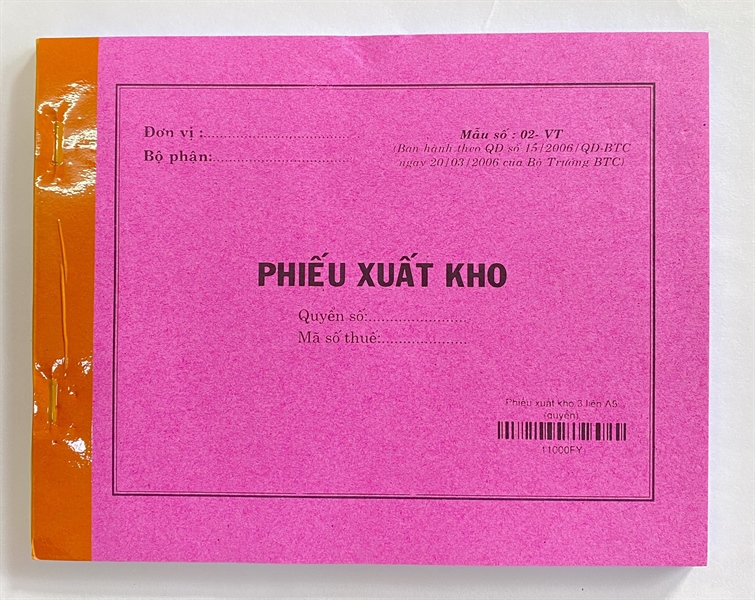 Đơn vị :..............................
Bộ phận:............................
Mẫu số : 02- VT
(Ban hành theo QĐ số 15/2006/QĐ-BTC
ngày 20/03/2006 của Bộ Trưởng BTC)
PHIẾU XUẤT KHO
Quyển số:......................
Mã số thuế:...................
Phiếu xuất kho 3 liên A5
(quyển)
11000FY